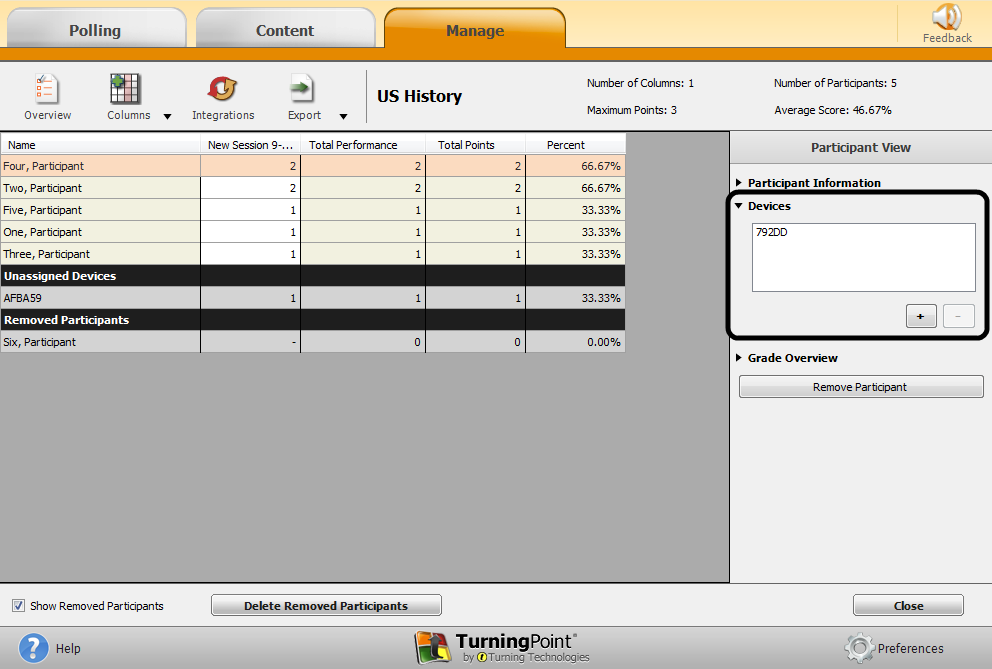 Polling Content Manage Feedback
Overview Columns Integrations Export US History Number of Columns: 1 Number of Participants: 5
Maximum Points: 3 Average Score: 46.67%
Name New Session 9-... Total Performance Total Points Percent
Four, Participant 2 2 2 66.67%
Two, Participant 2 2 2 66.67%
Five, Participant 1 1 1 33.33%
One, Participant 1 1 1 33.33%
Three, Participant 1 1 1 33.33%
Unassigned Devices
AFBA59 1 1 1 33.33%
Removed Participants
Six, Participant - 0 0 0.00%
Participant View
Participant Information
Devices
792DD
+ -
Grade Overview
Remove Participant
Show Removed Participants Delete Removed Participants Close
? Help TurningPoint® Preferences
by Turning Technologies